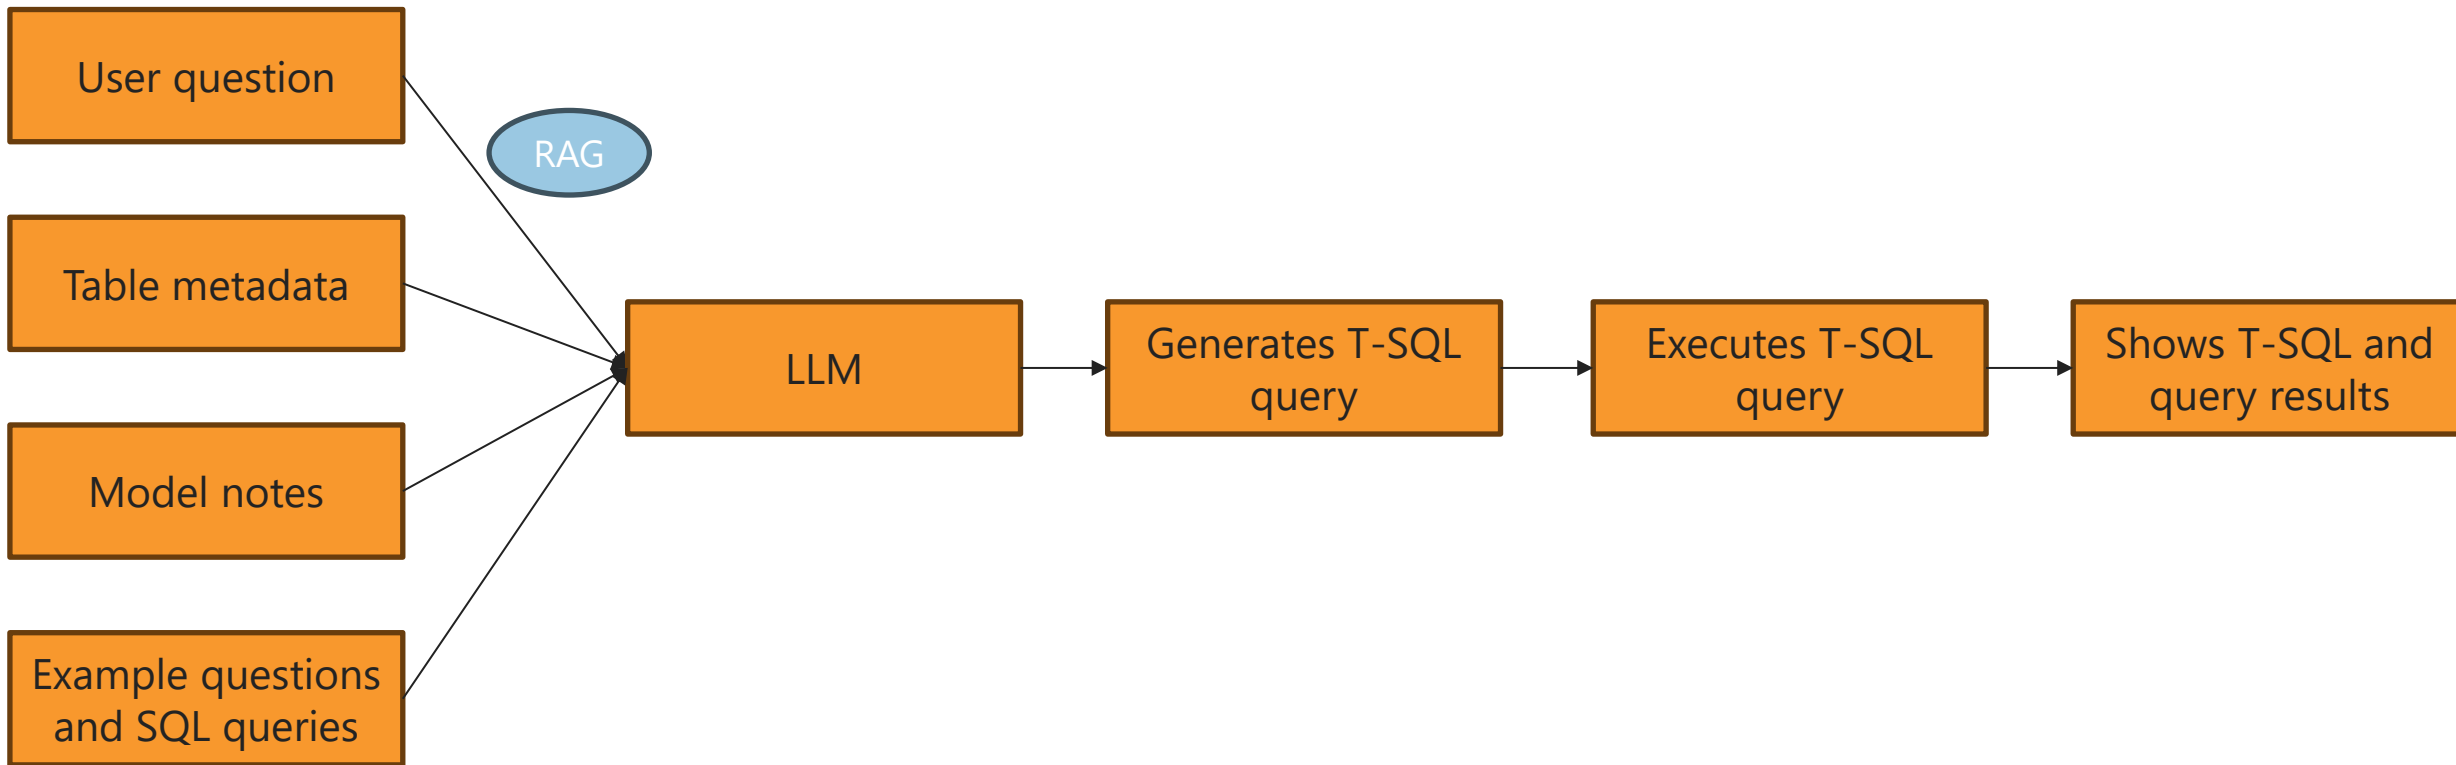 User question
RAG
Table metadata
Model notes
Example questions
and SQL queries
LLM
Generates T-SQL
query
Executes T-SQL
query
Shows T-SQL and
query results